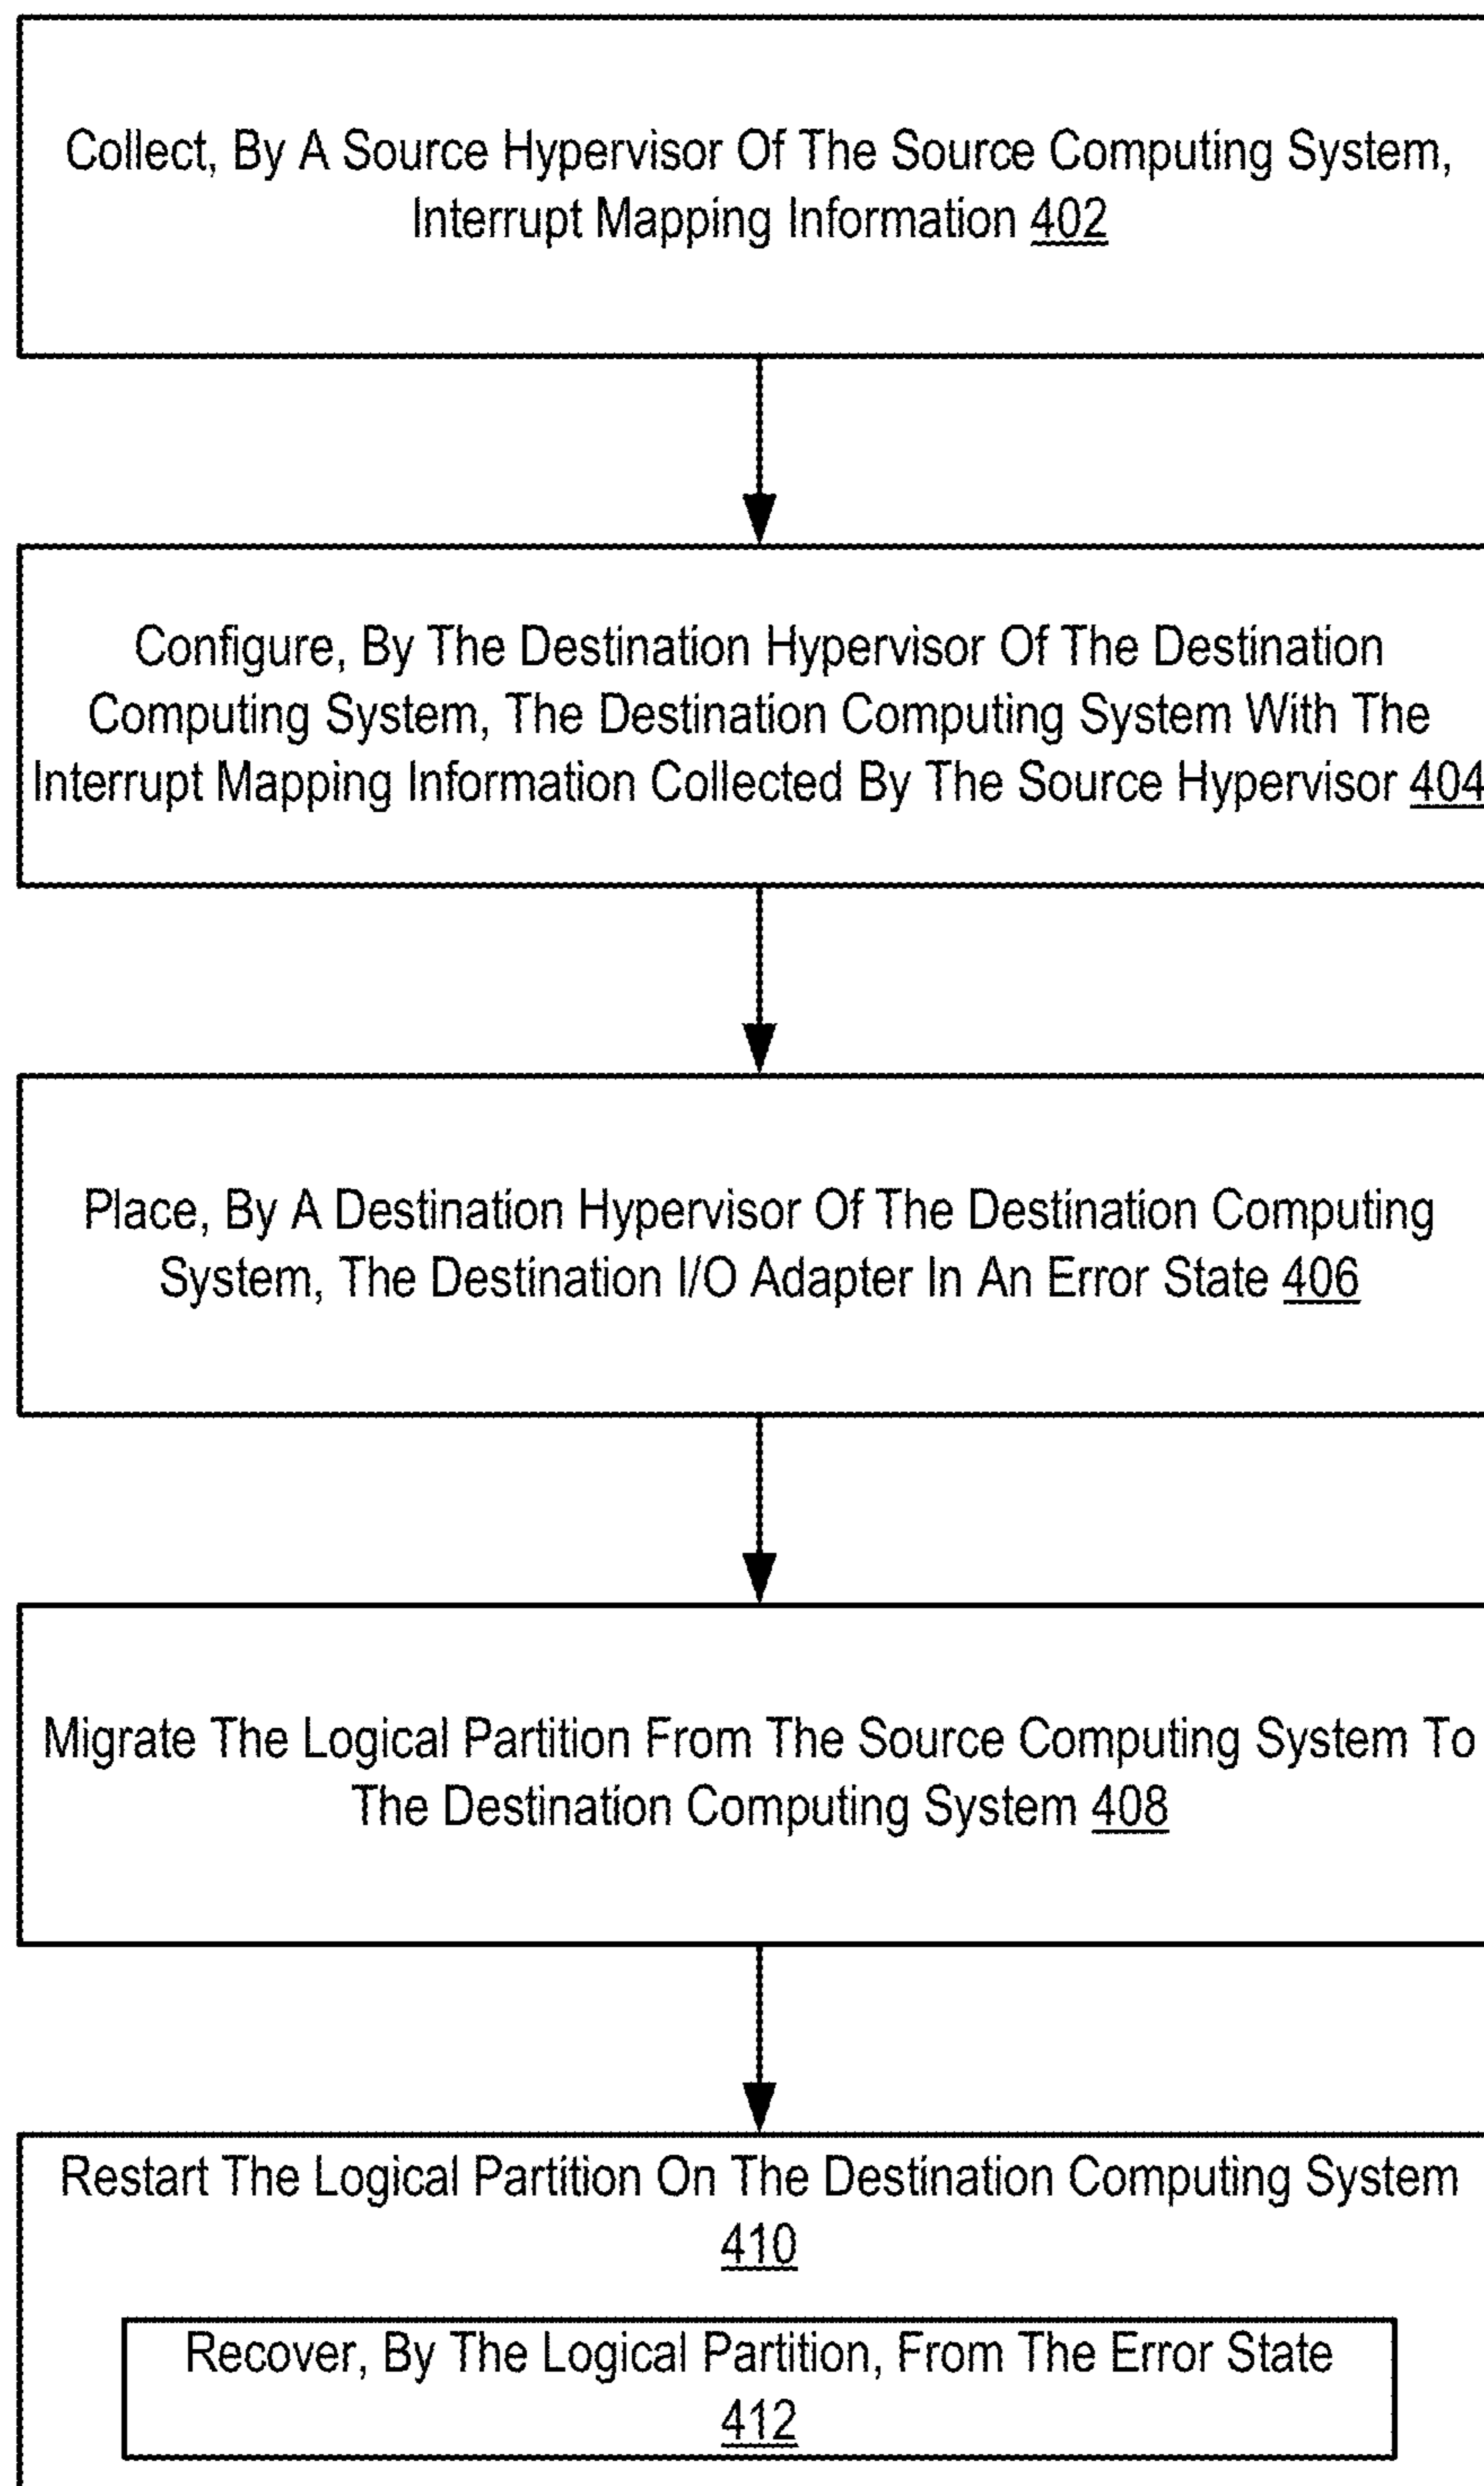 Collect, By A Source Hypervisor Of The Source Computing System,
Interrupt Mapping Information 402
Configure, By The Destination Hypervisor Of The Destination
Computing System, The Destination Computing System With The
Interrupt Mapping Information Collected By The Source Hypervisor 404
Place, By A Destination Hypervisor Of The Destination Computing
System, The Destination I/O Adapter In An Error State 406
Migrate The Logical Partition From The Source Computing System To
The Destination Computing System 408
Restart The Logical Partition On The Destination Computing System
410
Recover, By The Logical Partition, From The Error State
412